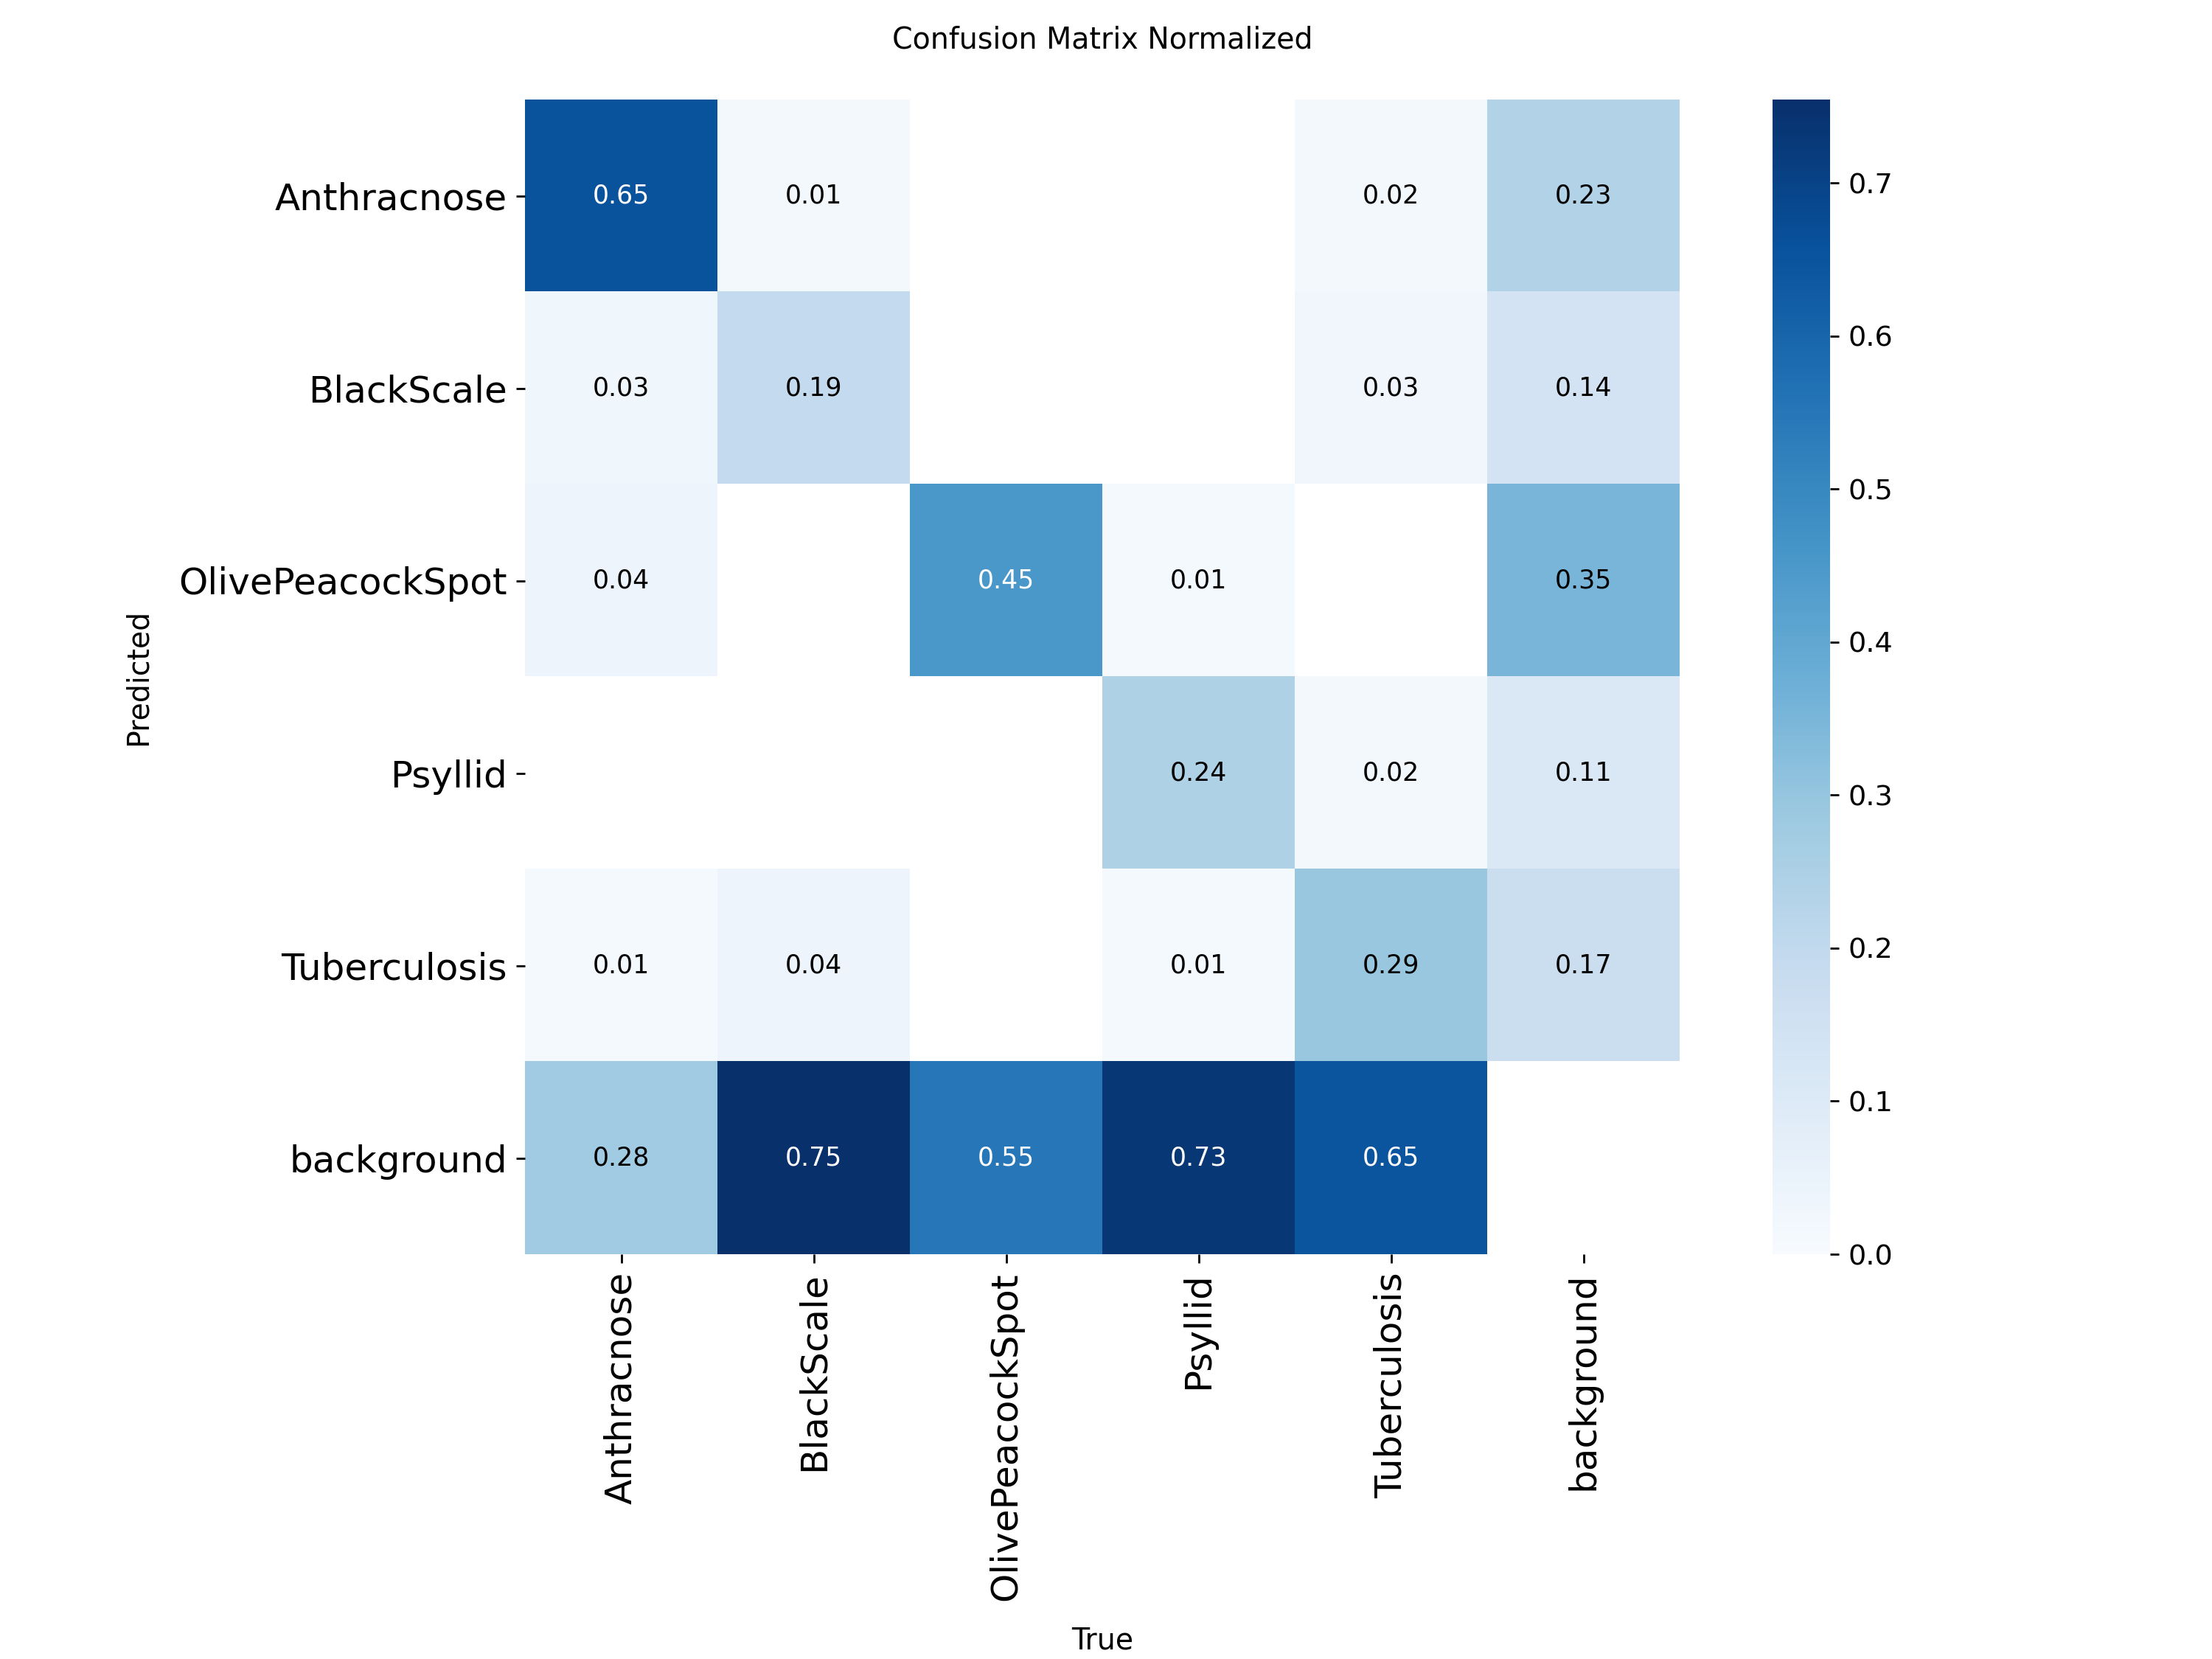 Confusion Matrix Normalized
Anthracnose 0.65 0.01 0.02 0.23
BlackScale 0.03 0.19 0.03 0.14
OlivePeacockSpot 0.04 0.45 0.01 0.35
Psyllid 0.24 0.02 0.11
Tuberculosis 0.01 0.04 0.01 0.29 0.17
background 0.28 0.75 0.55 0.73 0.65
Predicted
Anthracnose BlackScale OlivePeacockSpot Psyllid Tuberculosis background
True
0.7
0.6
0.5
0.4
0.3
0.2
0.1
0.0